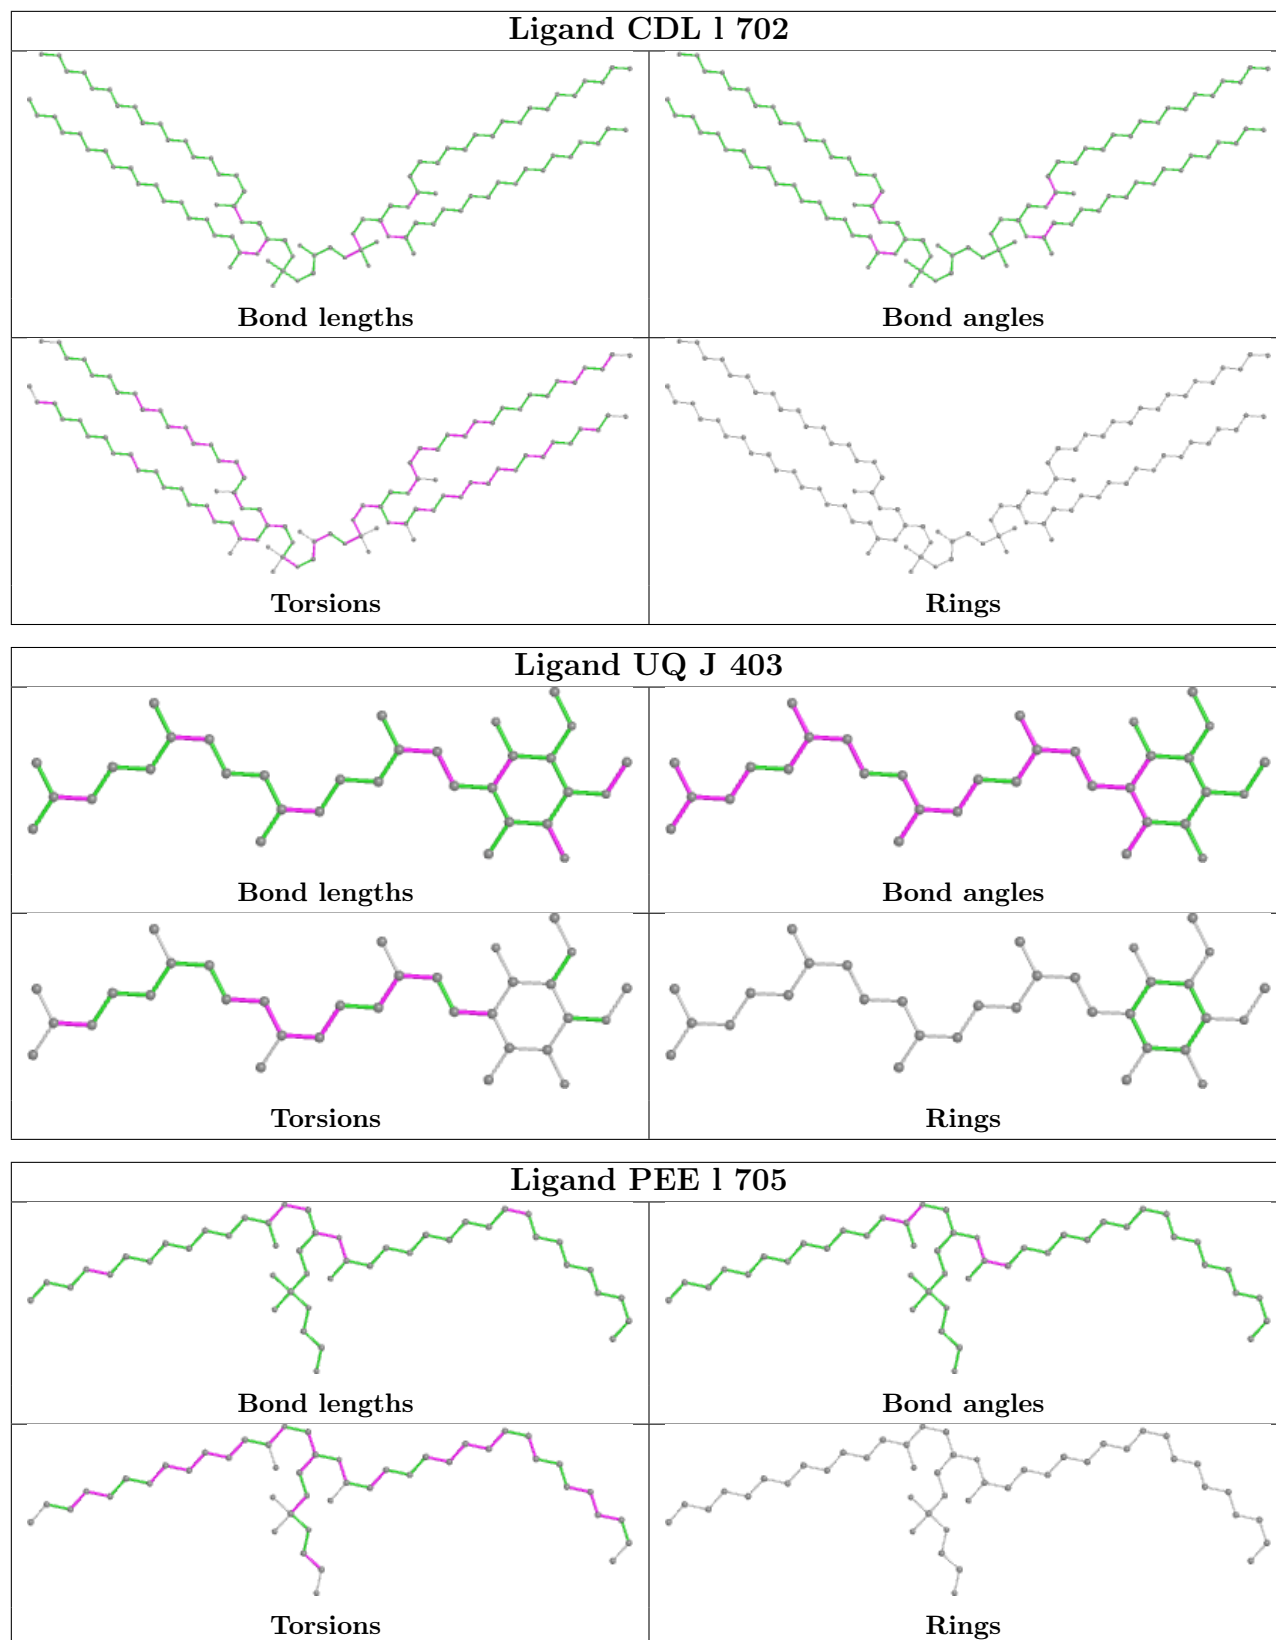 Ligand CDL l 702
Bond lengths
Bond angles
Torsions
Rings
Ligand UQ J 403
Bond lengths
Bond angles
Torsions
Rings
Ligand PEE l 705
Bond lengths
Bond angles
Torsions
Rings